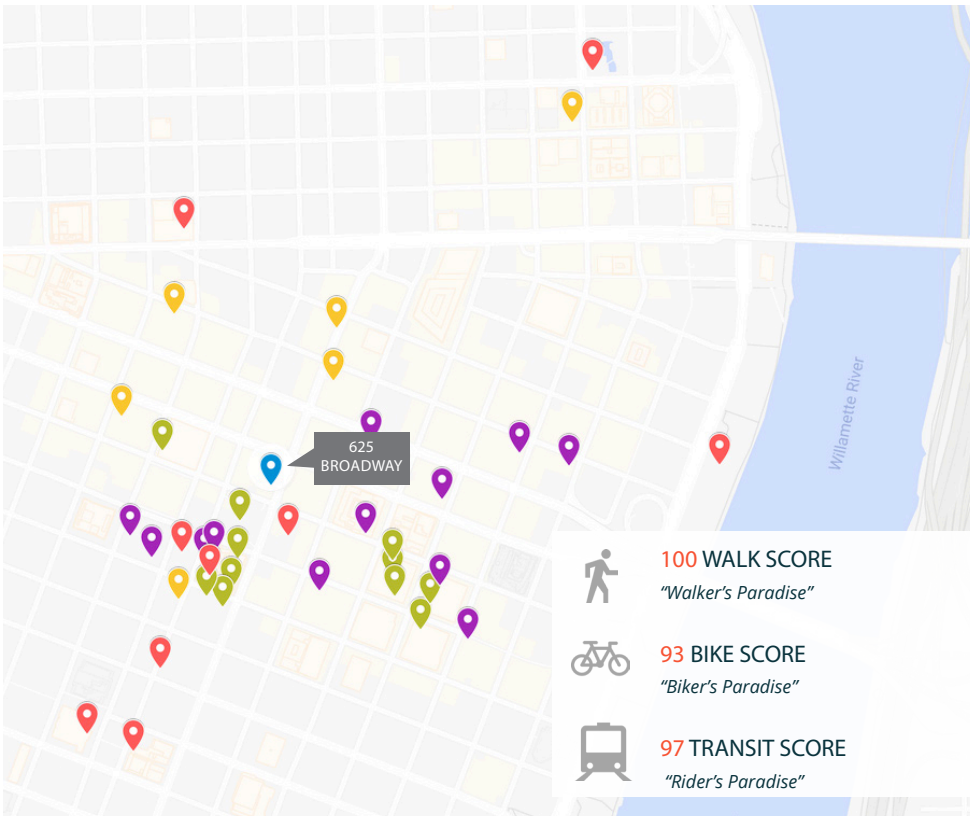 625
BROADWAY
Willamette River
100 WALK SCORE
“Walker’s Paradise”
93 BIKE SCORE
“Biker’s Paradise”
97 TRANSIT SCORE
“Rider’s Paradise”